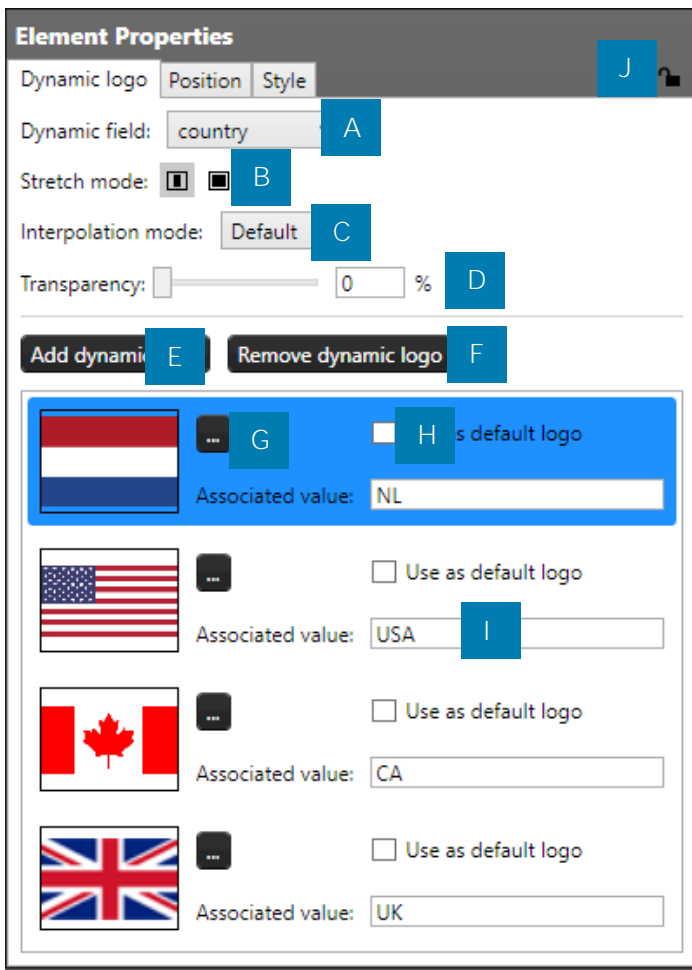 Element Properties
J
Dynamic logo Position Style
Dynamic field: country A
Stretch mode: B
Interpolation mode: Default C
Transparency: 0 % D
Add dynamic E Remove dynamic logo F
... G H s default logo
Associated value: NL
... Use as default logo
Associated value: USA I
... Use as default logo
Associated value: CA
... Use as default logo
Associated value: UK